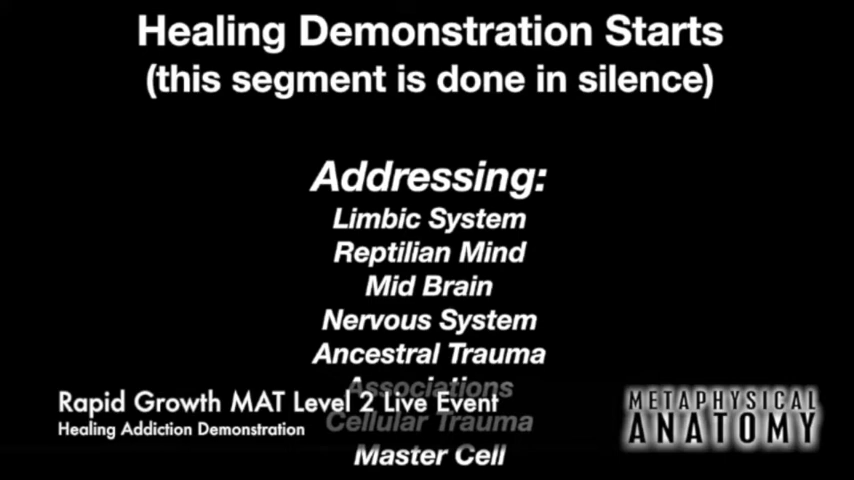 Healing Demonstration Starts
(this segment is done in silence)
Addressing:
Limbic System
Reptilian Mind
Mid Brain
Nervous System
Ancestral Trauma
Associations
Rapid Growth MAT Level 2 Live Event
Cellular Trauma
Healing Addiction Demonstration
Master Cell
METAPHYSICAL
ANATOMY